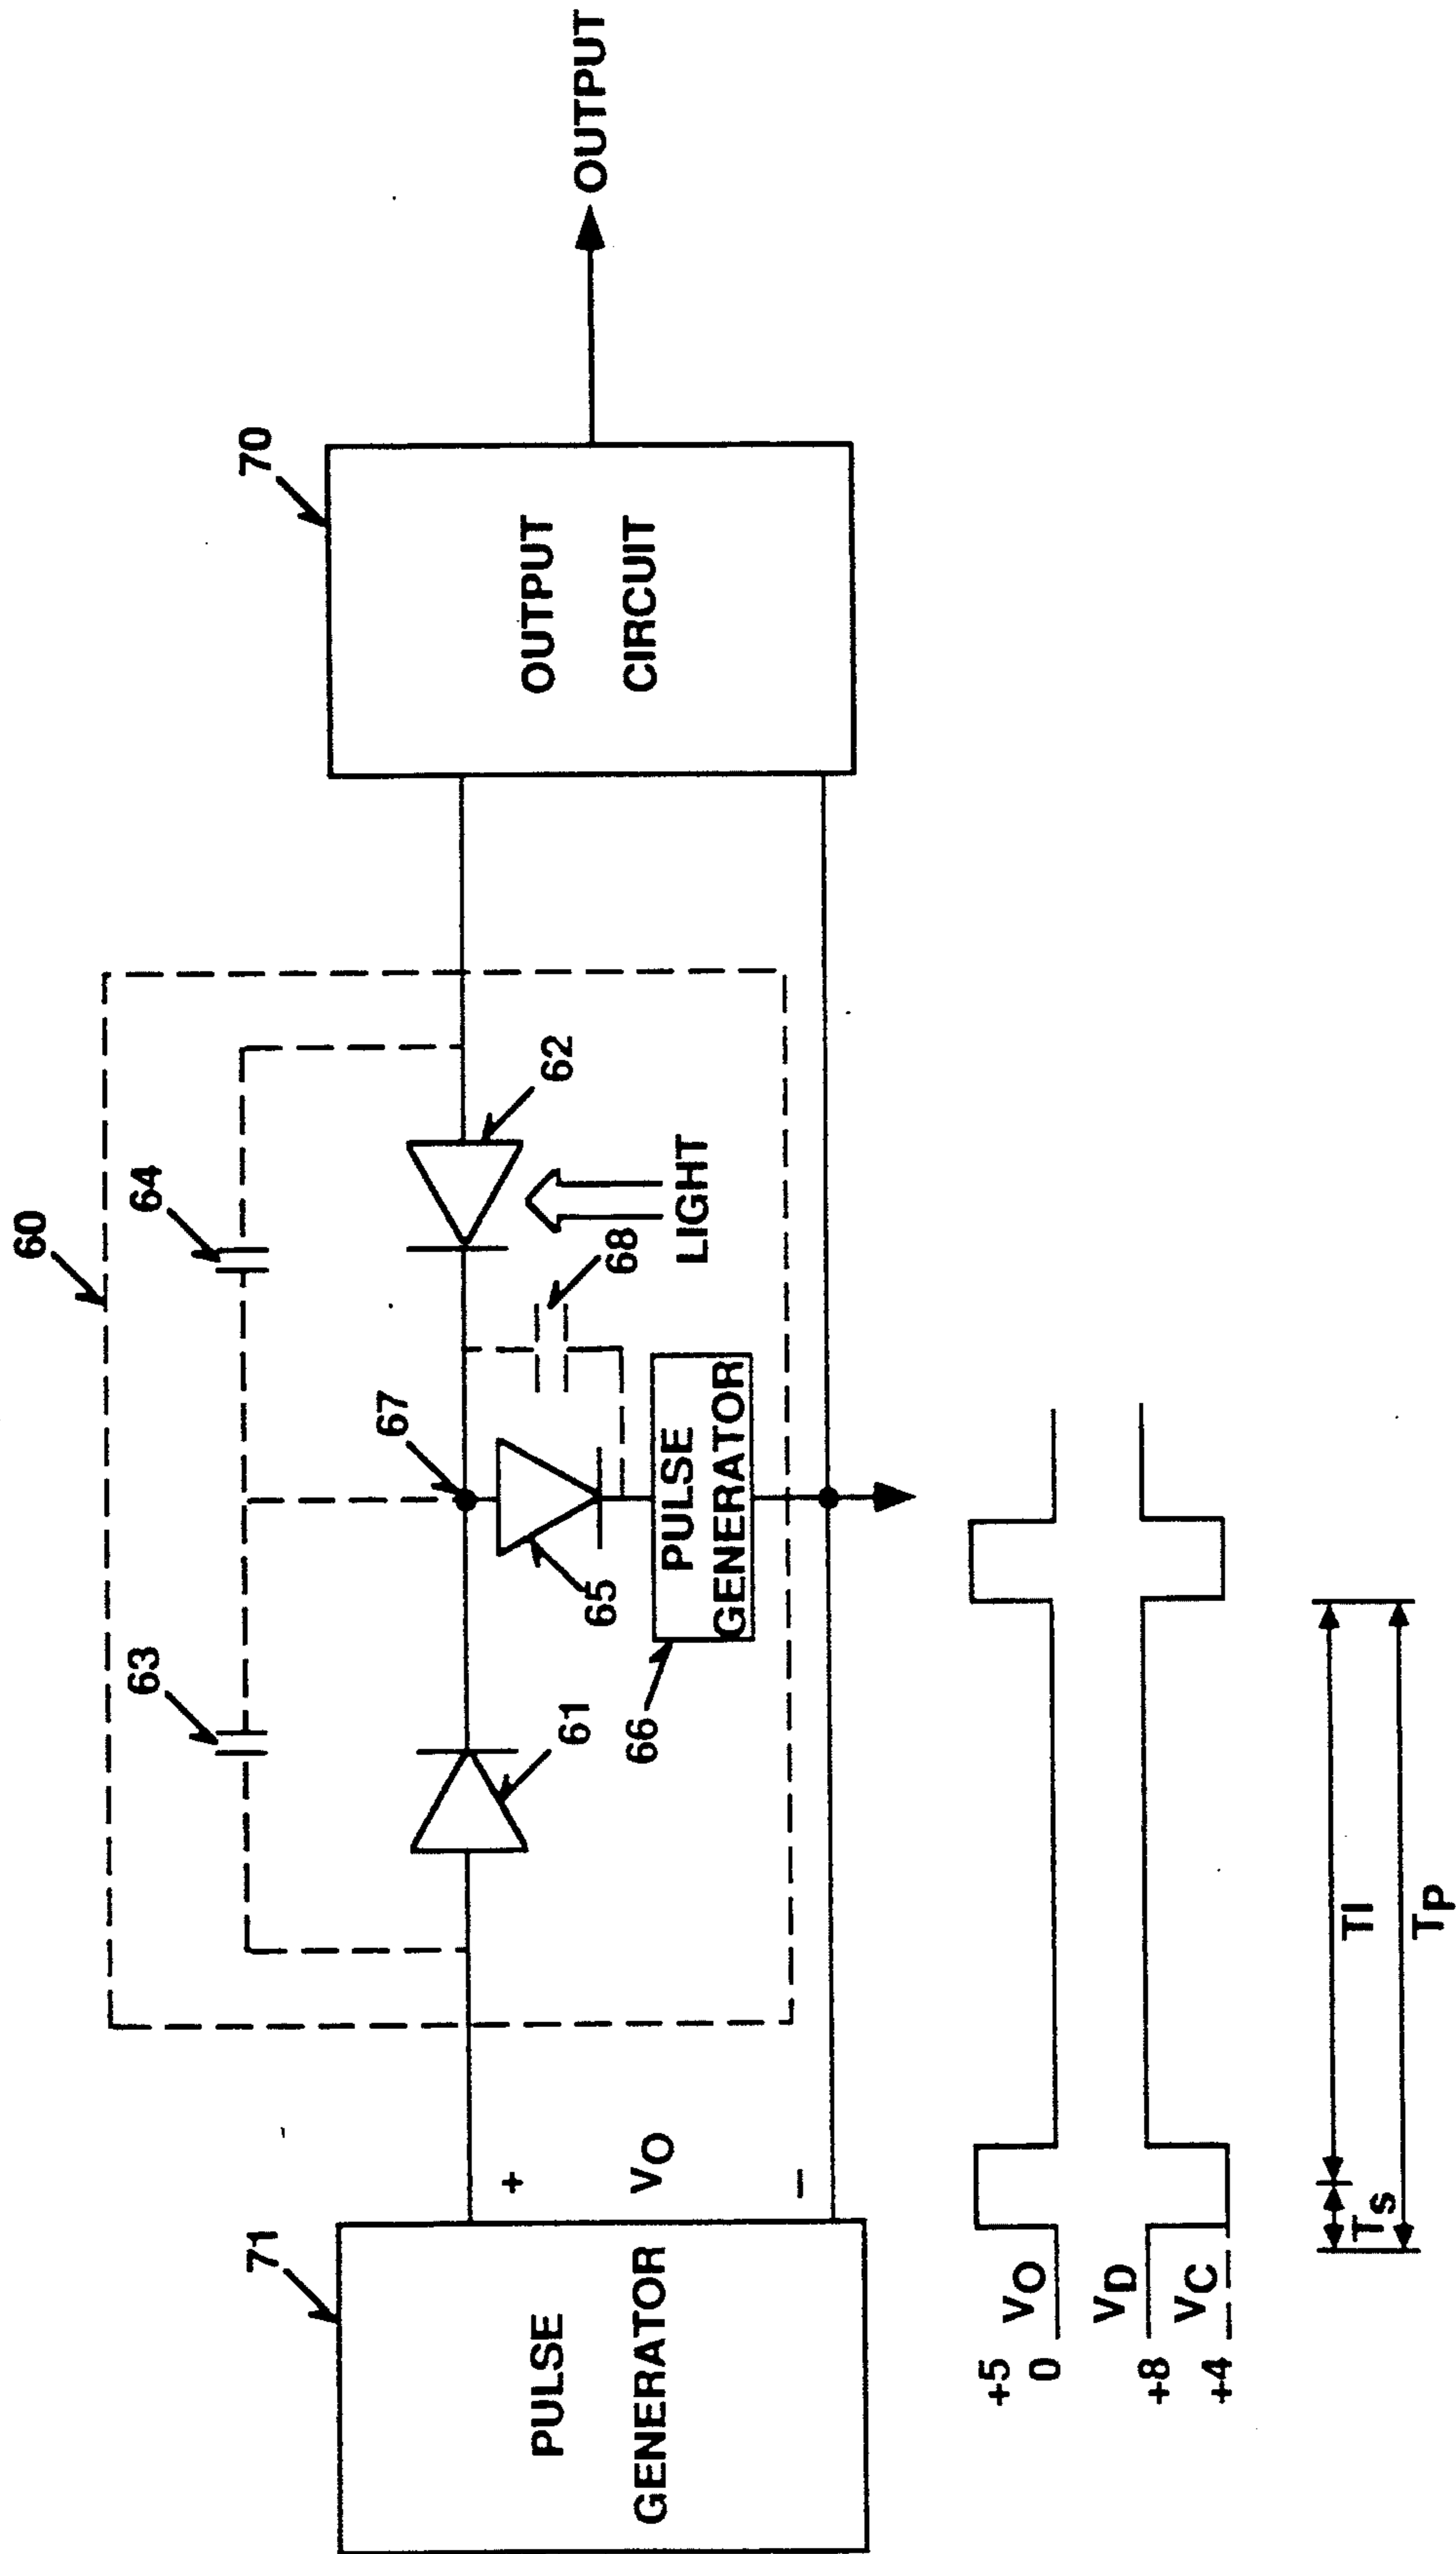 60
63
64
70
71
67
PULSE
GENERATOR
+
VO
−
61
65
62
66
PULSE
GENERATOR
68
LIGHT
OUTPUT
CIRCUIT
OUTPUT
+5
0
VO
+8
VD
+4
VC
TS
TI
TP